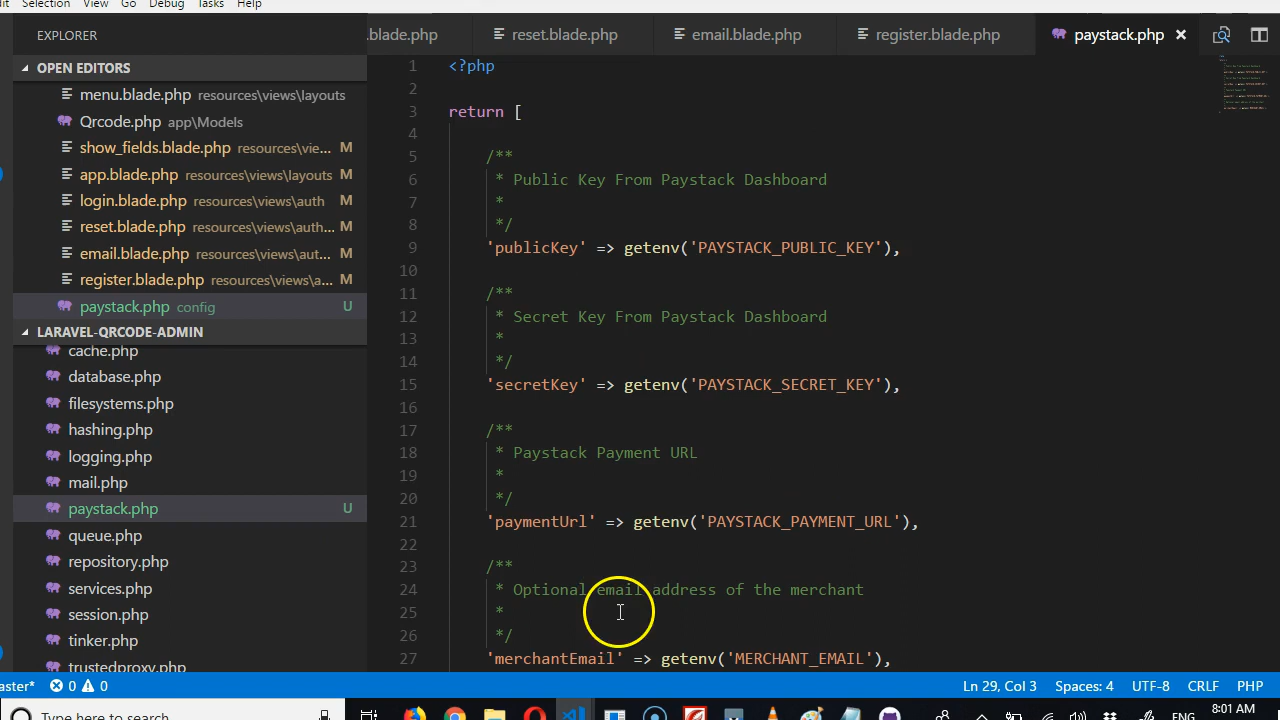 it Selection View Go Debug Tasks Help
EXPLORER
.blade.php reset.blade.php email.blade.php register.blade.php paystack.php
OPEN EDITORS
menu.blade.php resources\views\layouts
Qrcode.php app\Models
show_fields.blade.php resources\vie... M
app.blade.php resources\views\layouts M
login.blade.php resources\views\auth M
reset.blade.php resources\views\auth... M
email.blade.php resources\views\aut... M
register.blade.php resources\views\a... M
paystack.php config U
LARAVEL-QRCODE-ADMIN
cache.php
database.php
filesystems.php
hashing.php
logging.php
mail.php
paystack.php U
queue.php
repository.php
services.php
session.php
tinker.php
trustedproxy.php
1 <?php
2
3 return [
4
5 /**
6 * Public Key From Paystack Dashboard
7 *
8 */
9 'publicKey' => getenv('PAYSTACK_PUBLIC_KEY'),
10
11 /**
12 * Secret Key From Paystack Dashboard
13 *
14 */
15 'secretKey' => getenv('PAYSTACK_SECRET_KEY'),
16
17 /**
18 * Paystack Payment URL
19 *
20 */
21 'paymentUrl' => getenv('PAYSTACK_PAYMENT_URL'),
22
23 /**
24 * Optional email address of the merchant
25 *
26 */
27 'merchantEmail' => getenv('MERCHANT_EMAIL'),
aster* 0 0 Ln 29, Col 3 Spaces: 4 UTF-8 CRLF PHP
Type here to search ENG 8:01 AM